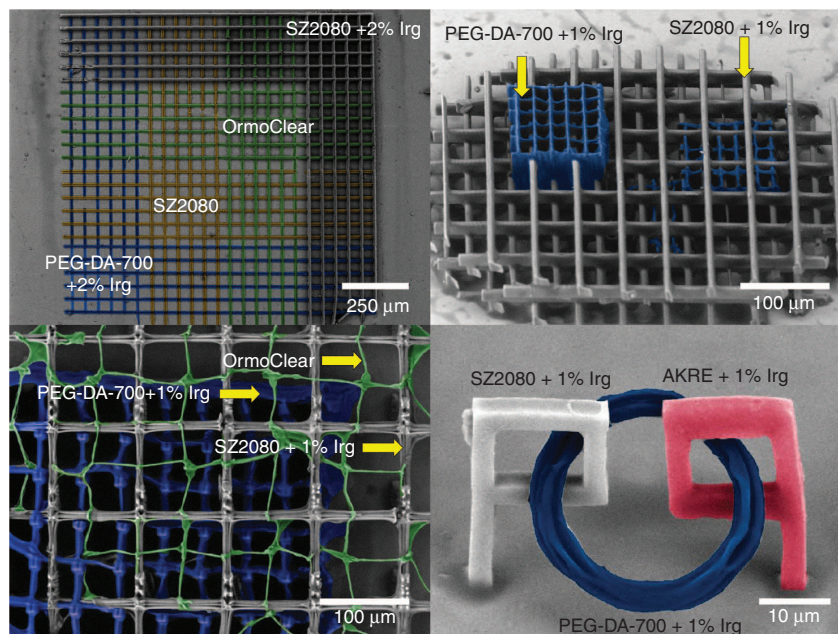 SZ2080 +2% Irg
OrmoClear
SZ2080
PEG-DA-700
+2% Irg
250 µm
PEG-DA-700 +1% Irg
SZ2080 + 1% Irg
100 µm
OrmoClear
PEG-DA-700+1% Irg
SZ2080 + 1% Irg
100 µm
SZ2080 + 1% Irg
AKRE + 1% Irg
PEG-DA-700 + 1% Irg
10 µm